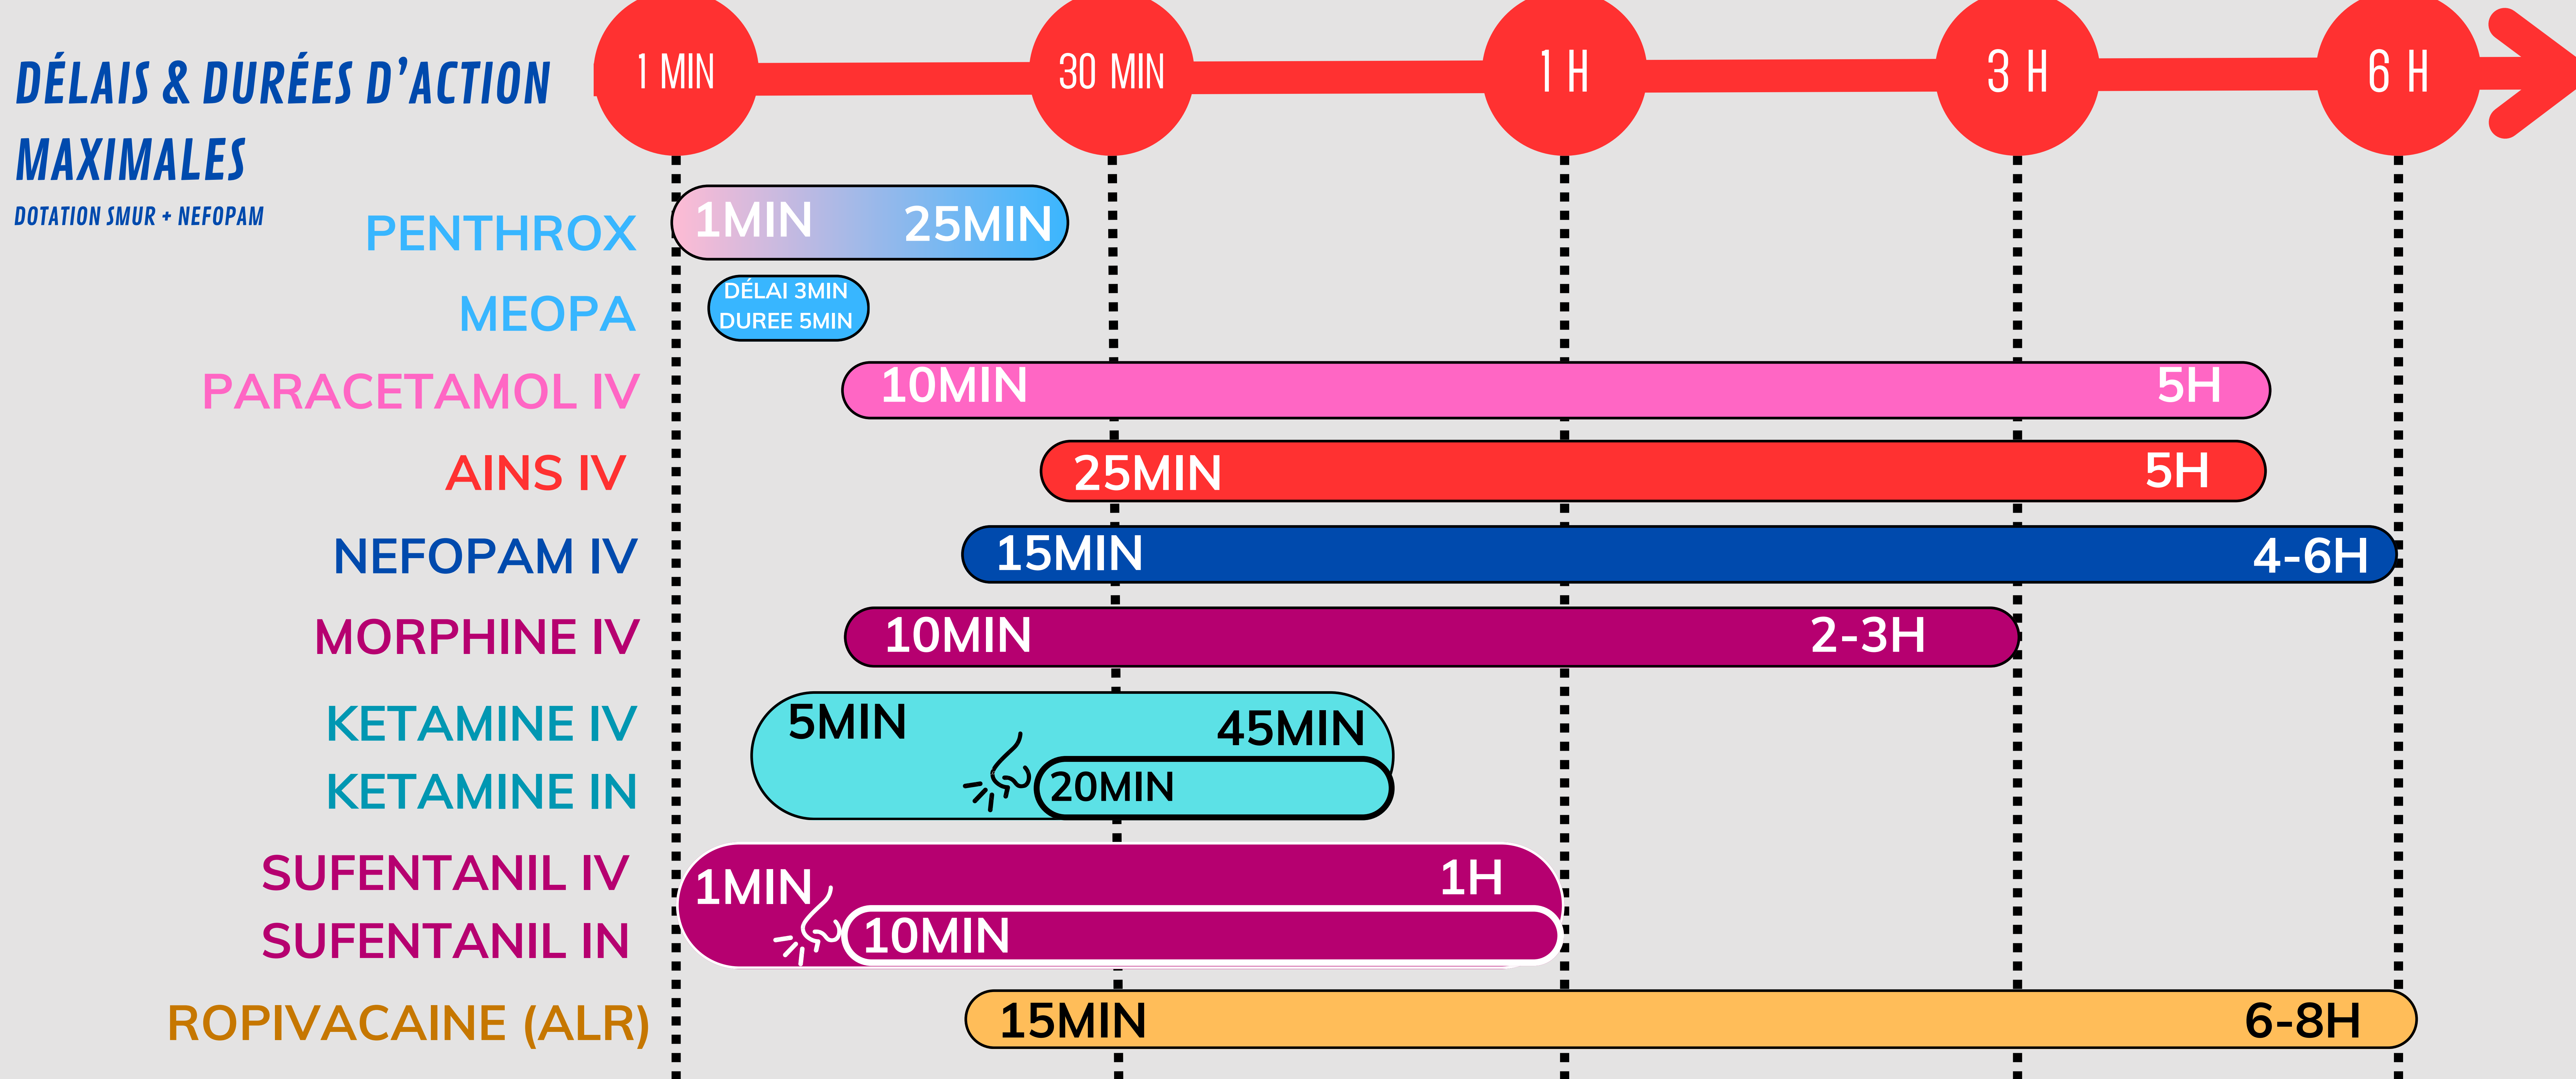 DÉLAIS & DURÉES D'ACTION
MAXIMALES
DOTATION SMUR + NEFOPAM
1 MIN
30 MIN
1 H
3 H
6 H
PENTHROX
1MIN
25MIN
MEOPA
DÉLAI 3MIN
DUREE 5MIN
PARACETAMOL IV
10MIN
5H
AINS IV
25MIN
5H
NEFOPAM IV
15MIN
4-6H
MORPHINE IV
10MIN
2-3H
KETAMINE IV
5MIN
45MIN
KETAMINE IN
20MIN
SUFENTANIL IV
1MIN
1H
SUFENTANIL IN
10MIN
ROPIVACAINE (ALR)
15MIN
6-8H